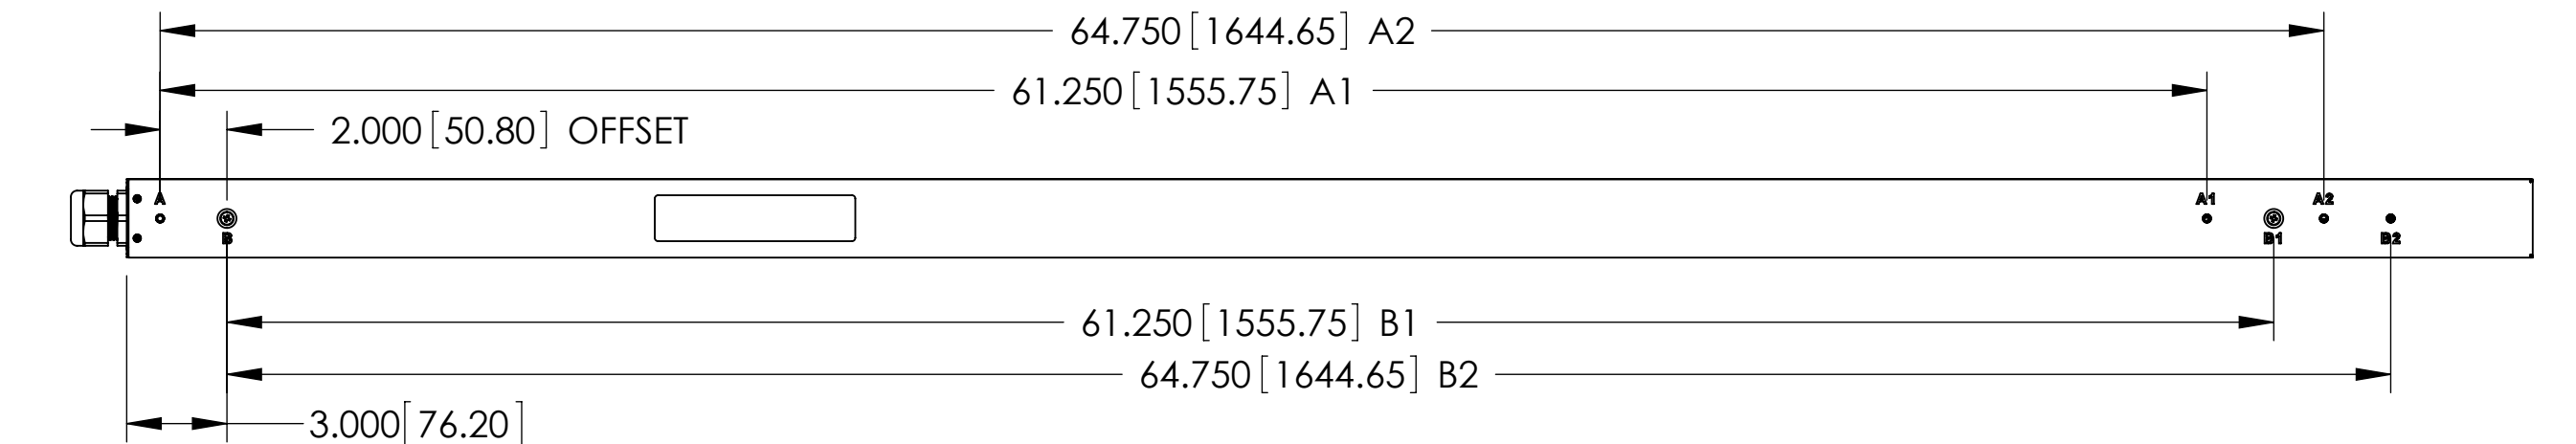 64.750 [1644.65] A2
61.250 [1555.75] A1
2.000 [50.80] OFFSET
A
A1
A2
B
B1
B2
61.250 [1555.75] B1
64.750 [1644.65] B2
3.000 [76.20]